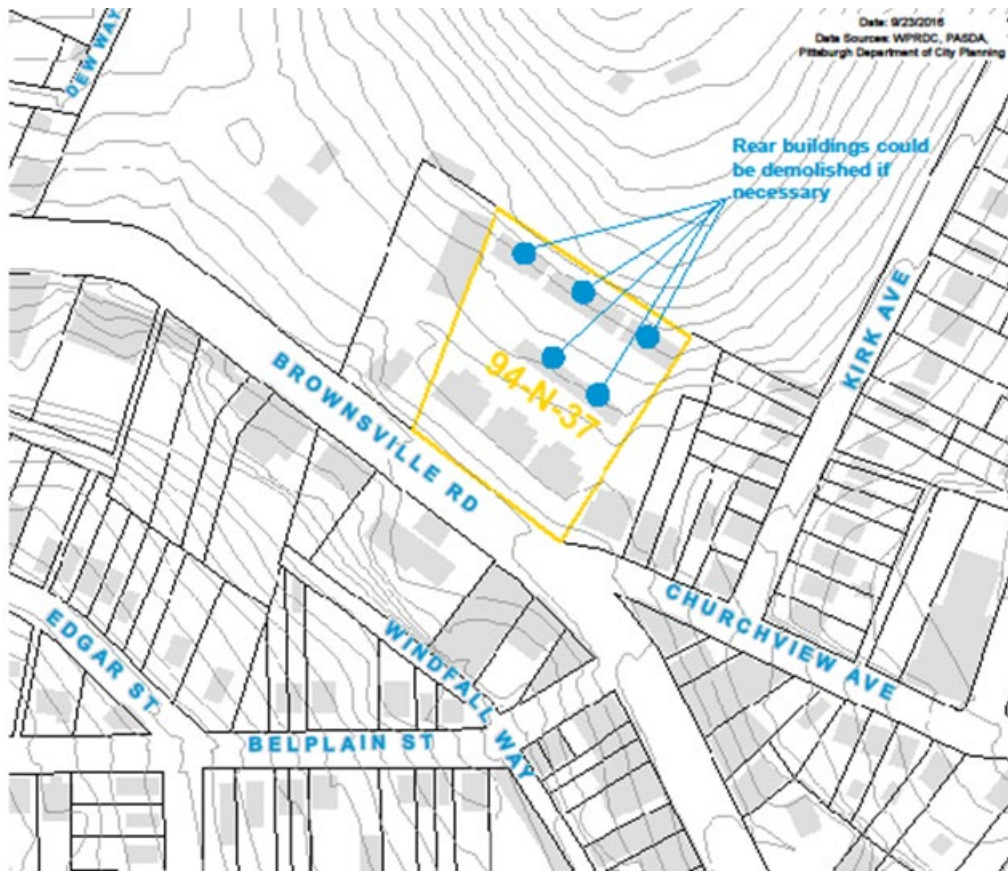 Date: 9/23/2016
Data Sources: WPRDC, PASDA,
Pittsburgh Department of City Planning
DEW WAY
Rear buildings could
be demolished if
necessary
KIRK AVE
94-N-37
BROWNSVILLE RD
CHURCHVIEW AVE
EDGAR ST
WINDFALL WAY
BELPLAIN ST